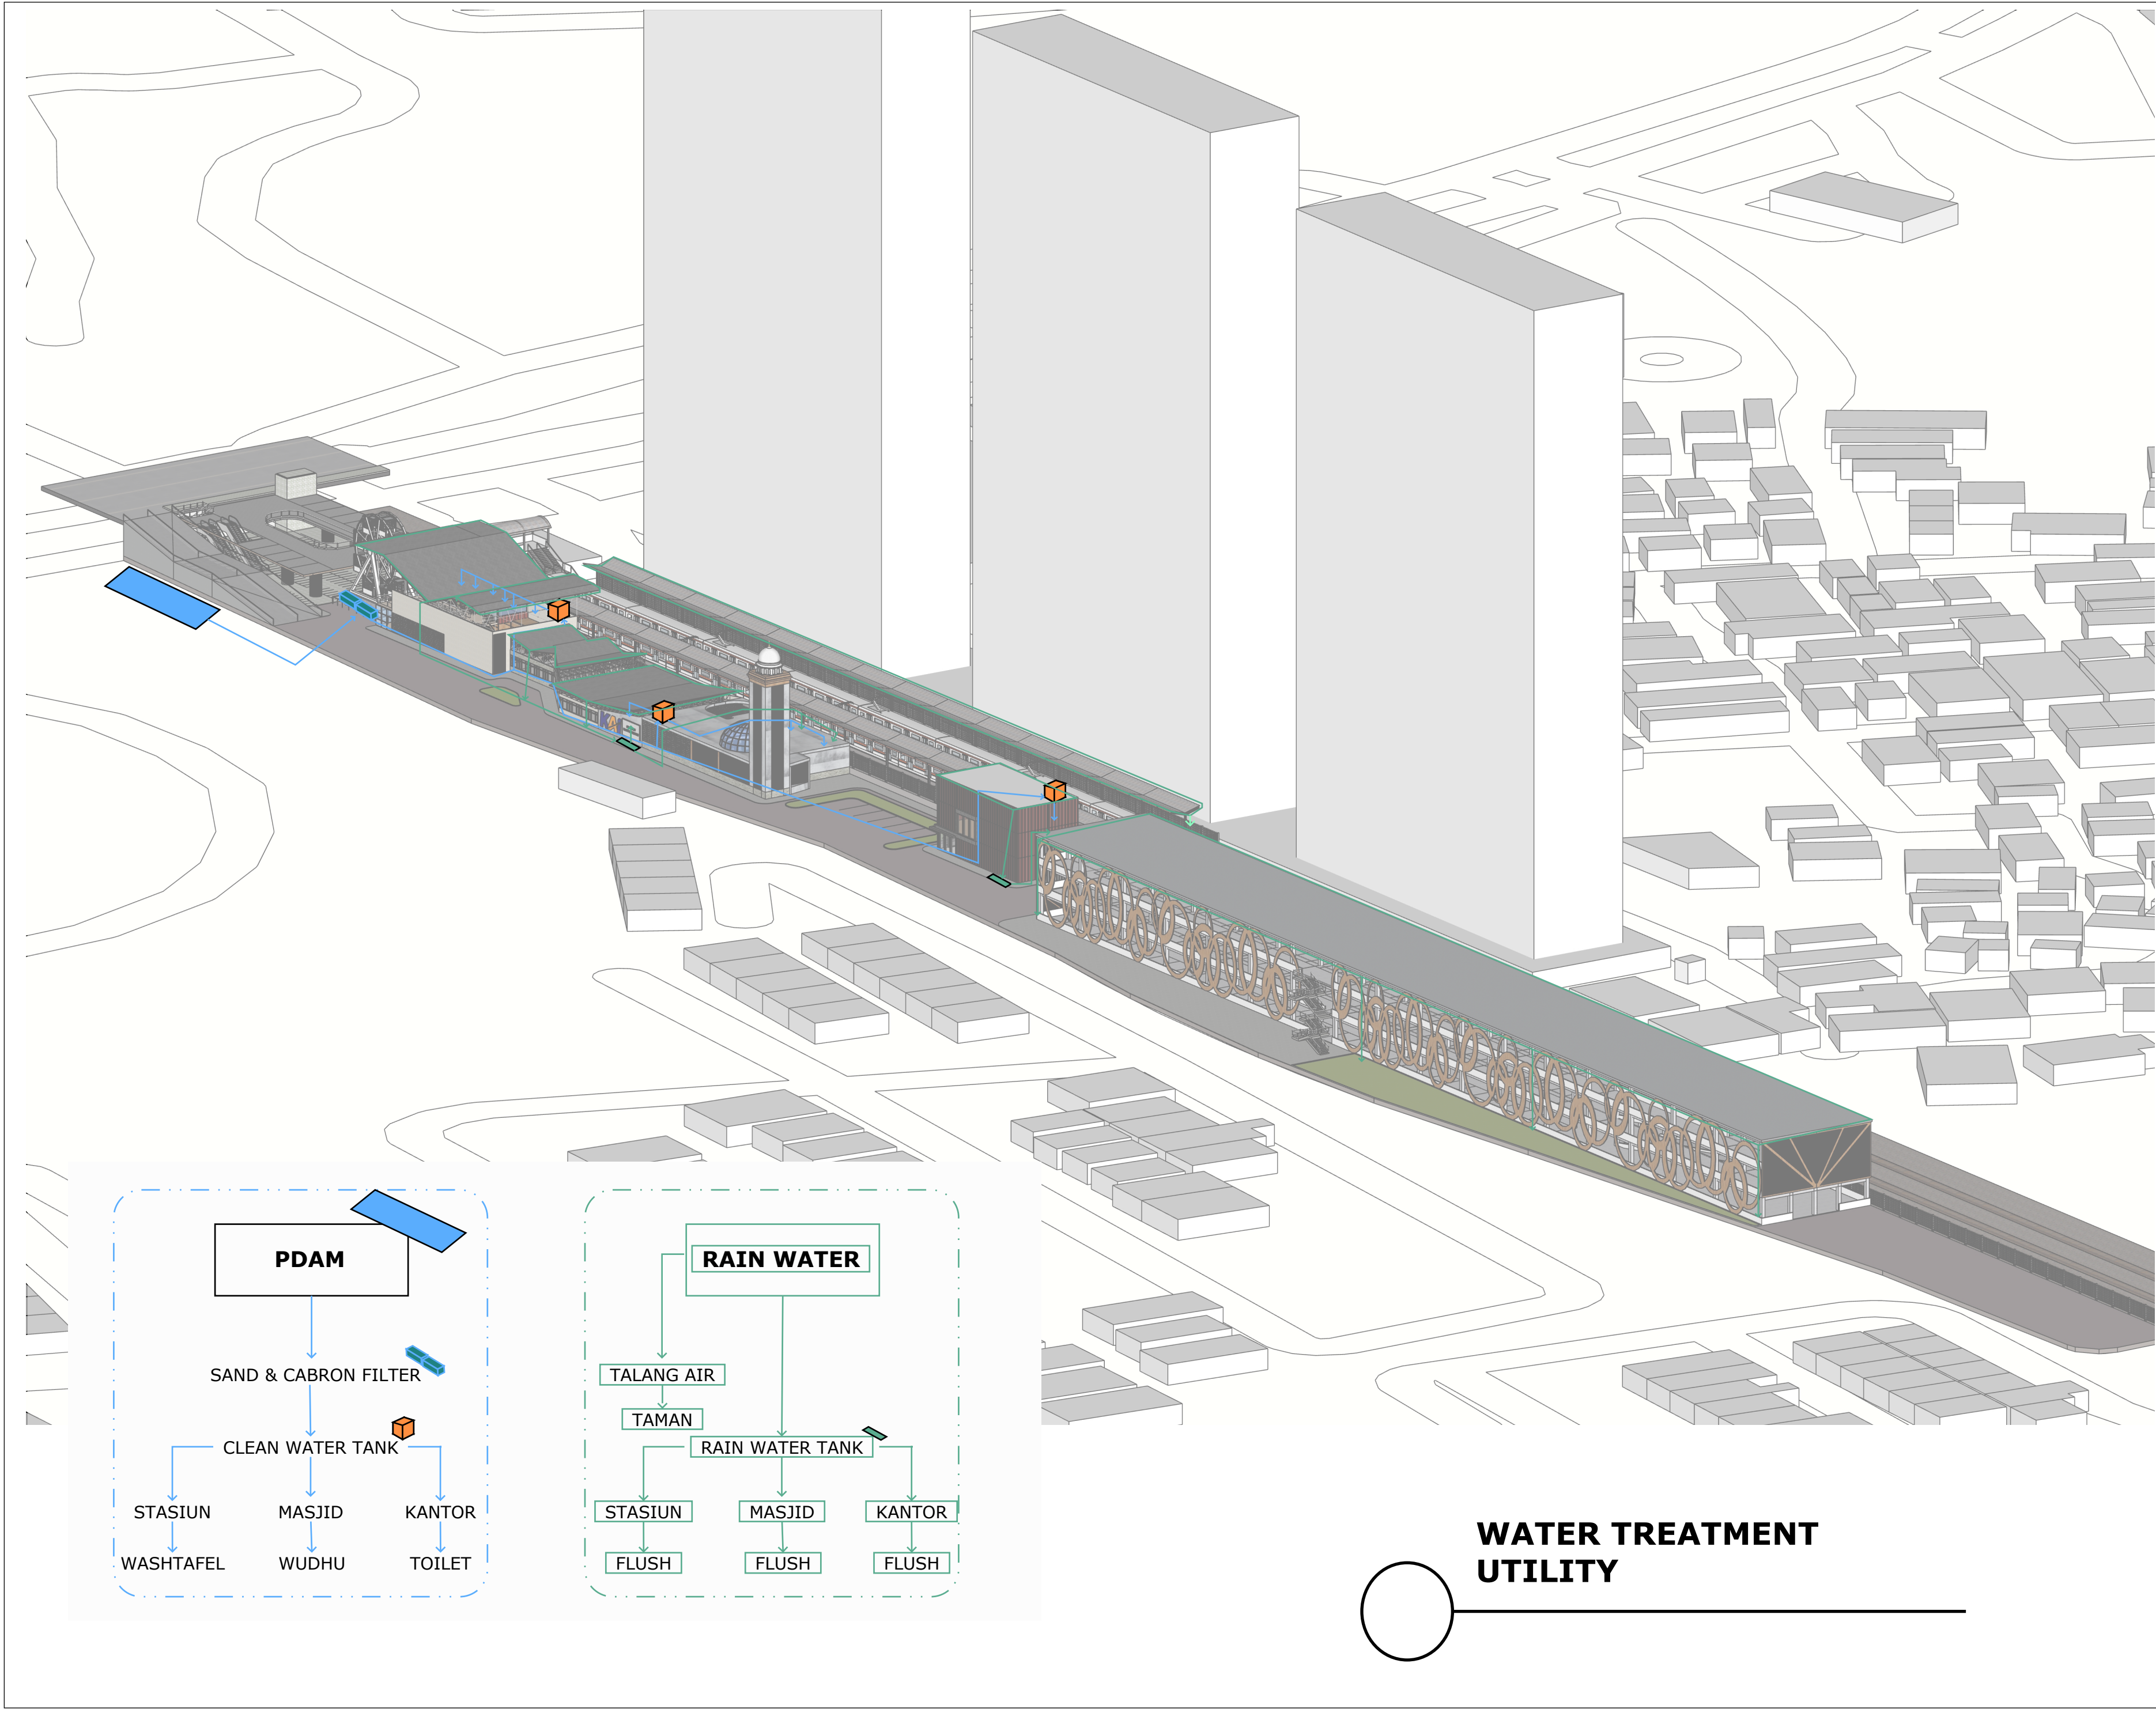 PDAM
SAND & CABRON FILTER
CLEAN WATER TANK
STASIUN MASJID KANTOR
WASHTAFEL WUDHU TOILET
RAIN WATER
TALANG AIR
TAMAN
RAIN WATER TANK
STASIUN MASJID KANTOR
FLUSH FLUSH FLUSH
WATER TREATMENT
UTILITY